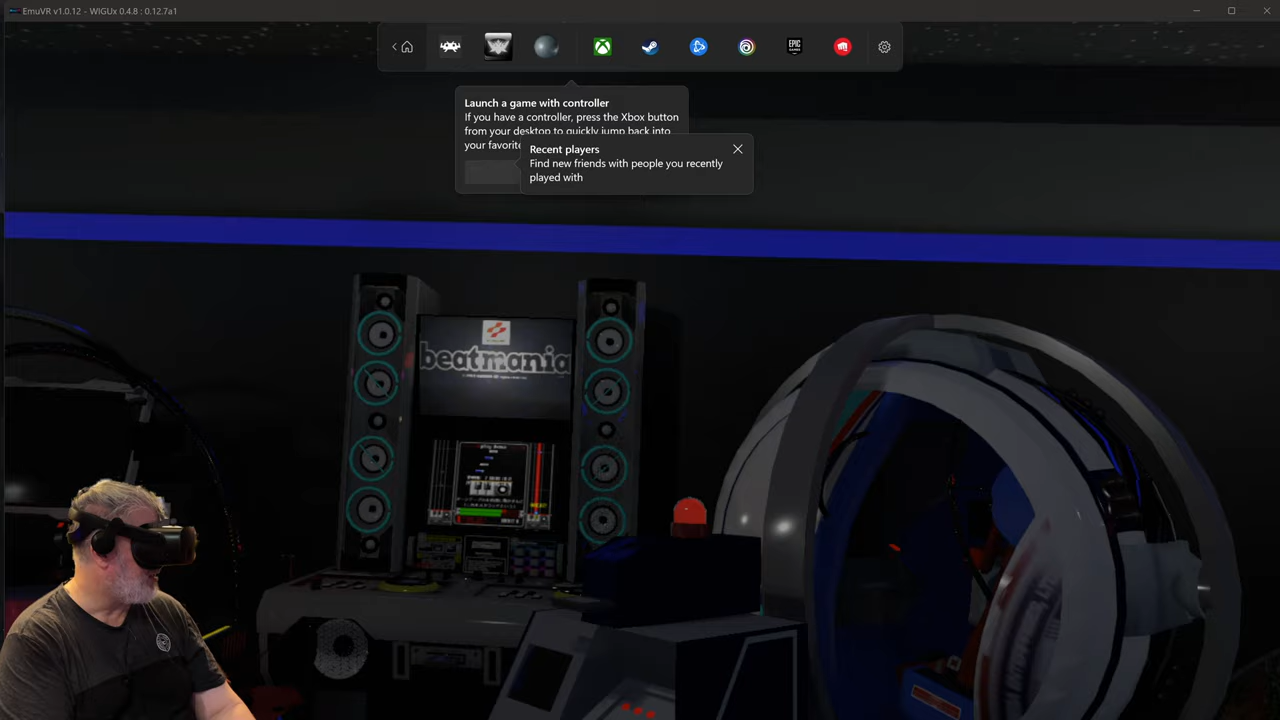 EmuVR v1.0.12 - WIGUx 0.4.8 : 0.12.7a1
EPIC
GAMES
Launch a game with controller
If you have a controller, press the Xbox button
from your desktop to quickly jump back into
your favorite
Recent players
Find new friends with people you recently
played with
beatmania